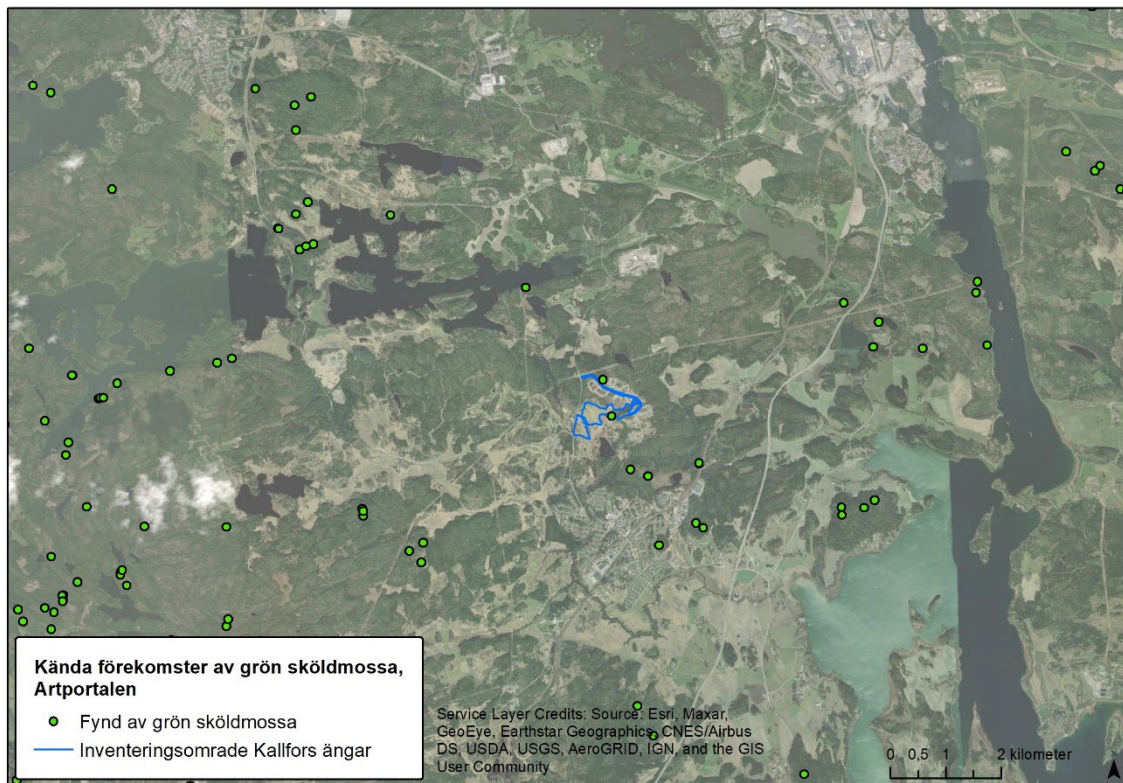 Kända förekomster av grön sköldmossa,
Artportalen
Fynd av grön sköldmossa
Inventeringsomrade Kallfors ängar
Service Layer Credits: Source: Esri, Maxar,
GeoEye, Earthstar Geographics, CNES/Airbus
DS, USDA, USGS, AeroGRID, IGN, and the GIS
User Community
0 0,5 1 2 kilometer